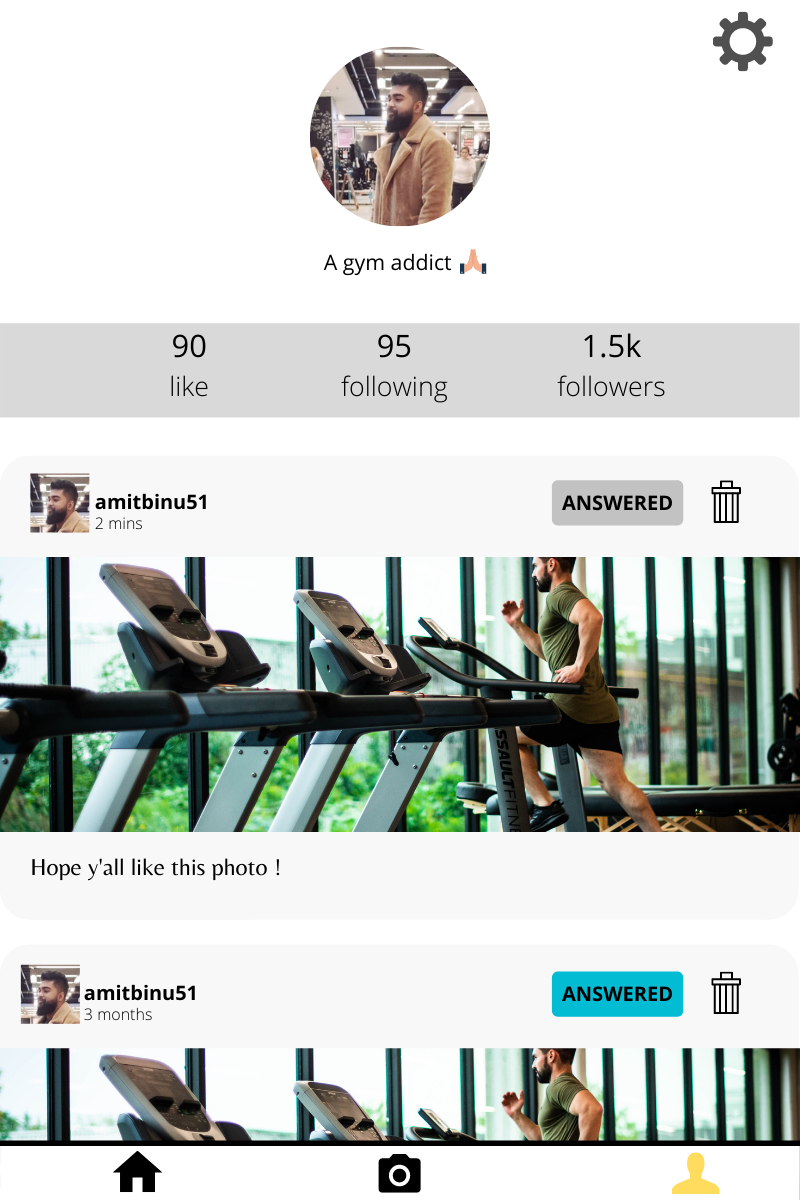 A gym addict
90
like
95
following
1.5k
followers
amitbinu51
2 mins
ANSWERED
SSAULTFITN
Hope y'all like this photo !
amitbinu51
3 months
ANSWERED